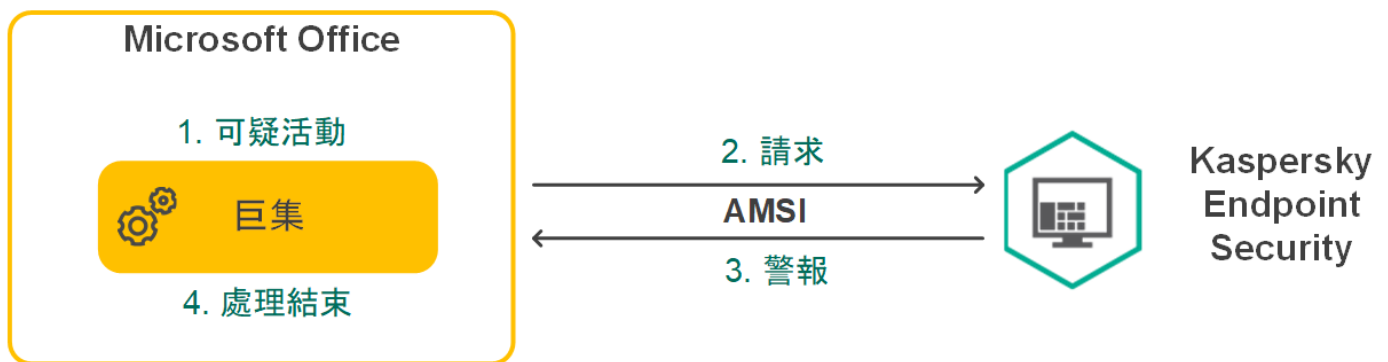 Microsoft Office
1. 可疑活動
巨集
4. 處理結束
2. 請求
AMSI
3. 警報
Kaspersky
Endpoint
Security